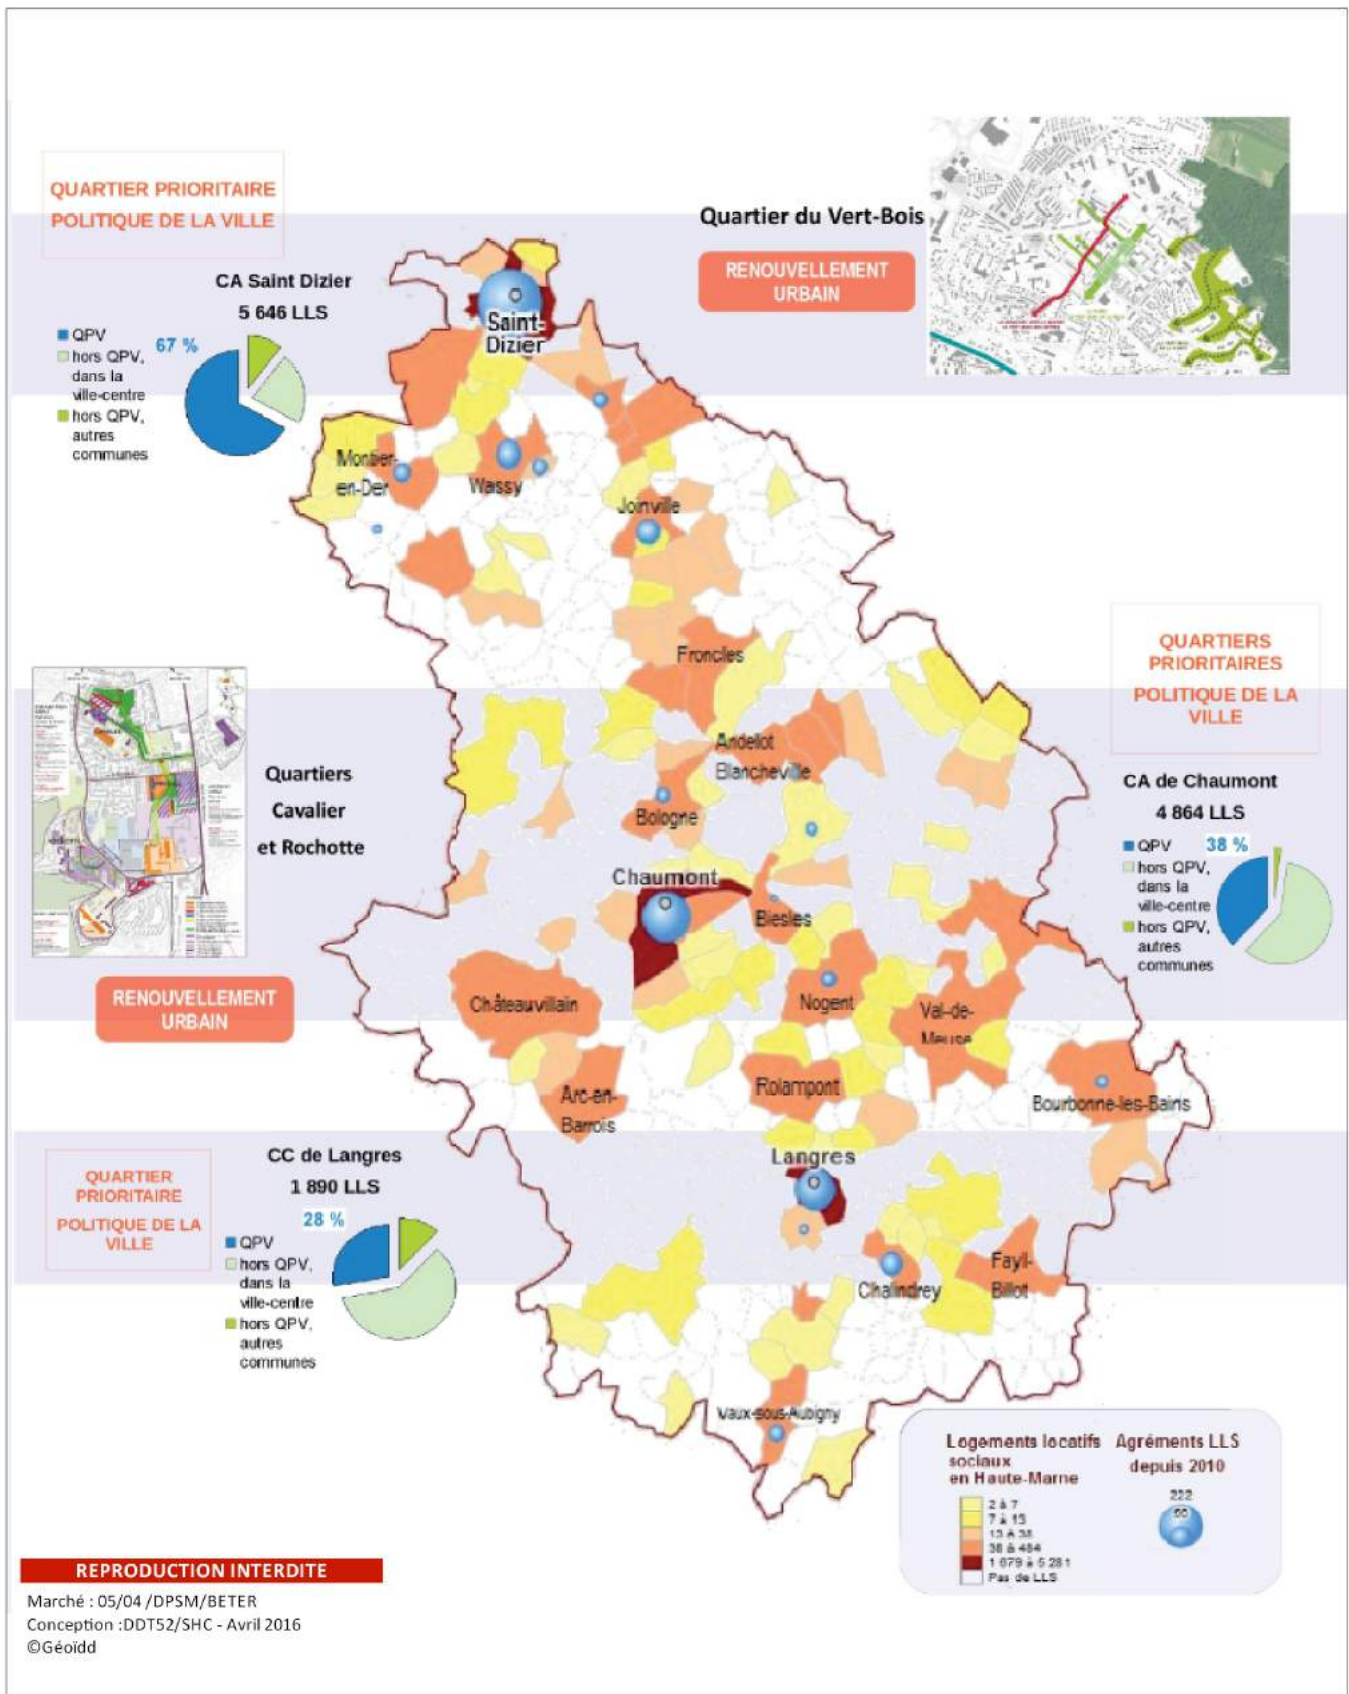 QUARTIER PRIORITAIRE
POLITIQUE DE LA VILLE
CA Saint Dizier
5 646 LLS
67 %
QPV
hors QPV,
dans la
ville-centre
hors QPV,
autres
communes
Quartier du Vert-Bois
RENOUVELLEMENT
URBAIN
Saint-
Dizier
Montier-
en-Der
Wassy
Joinville
Froncles
Andelot
Blancheville
Bologne
Chaumont
Biesles
Châteauvillain
Nogent
Val-de-
Meuse
Arc-en-
Barrois
Rolampont
Bourbonne-les-Bains
Langres
Chalindrey
Fayl-
Billot
Vaux-sous-Aubigny
Quartiers
Cavalier
et Rochotte
RENOUVELLEMENT
URBAIN
QUARTIERS
PRIORITAIRES
POLITIQUE DE LA
VILLE
CA de Chaumont
4 864 LLS
38 %
QPV
hors QPV,
dans la
ville-centre
hors QPV,
autres
communes
QUARTIER
PRIORITAIRE
POLITIQUE DE LA
VILLE
CC de Langres
1 890 LLS
28 %
QPV
hors QPV,
dans la
ville-centre
hors QPV,
autres
communes
Logements locatifs
sociaux
en Haute-Marne
2 à 7
7 à 13
13 à 38
38 à 484
1 079 à 5 281
Pas de LLS
Agréments LLS
depuis 2010
222
50
REPRODUCTION INTERDITE
Marché : 05/04 /DPSM/BETER
Conception :DDT52/SHC - Avril 2016
©Géoïdd